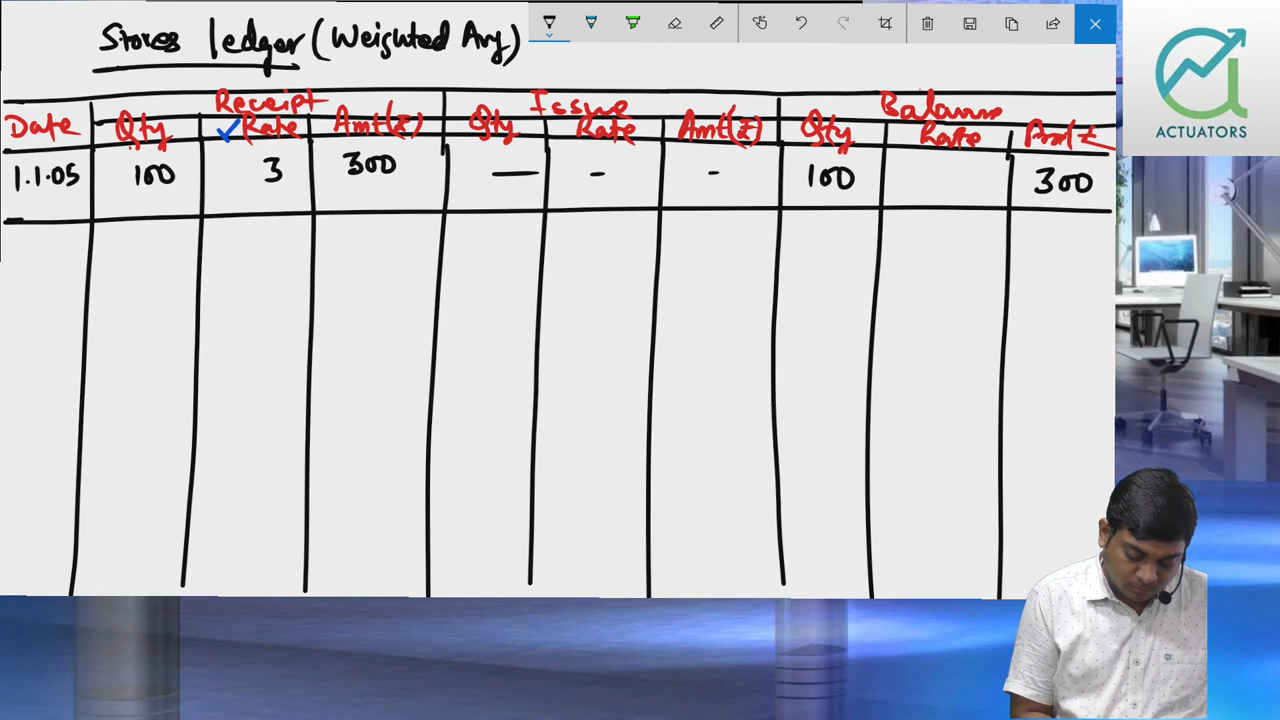 Stores ledger (Weighted Avg)
Receipt Issue Balance
Date Qty Rate Amt(₹) Qty Rate Amt(₹) Qty Rate Amt ₹
1.1.05 100 3 300 — - - 100 300
ACTUATORS